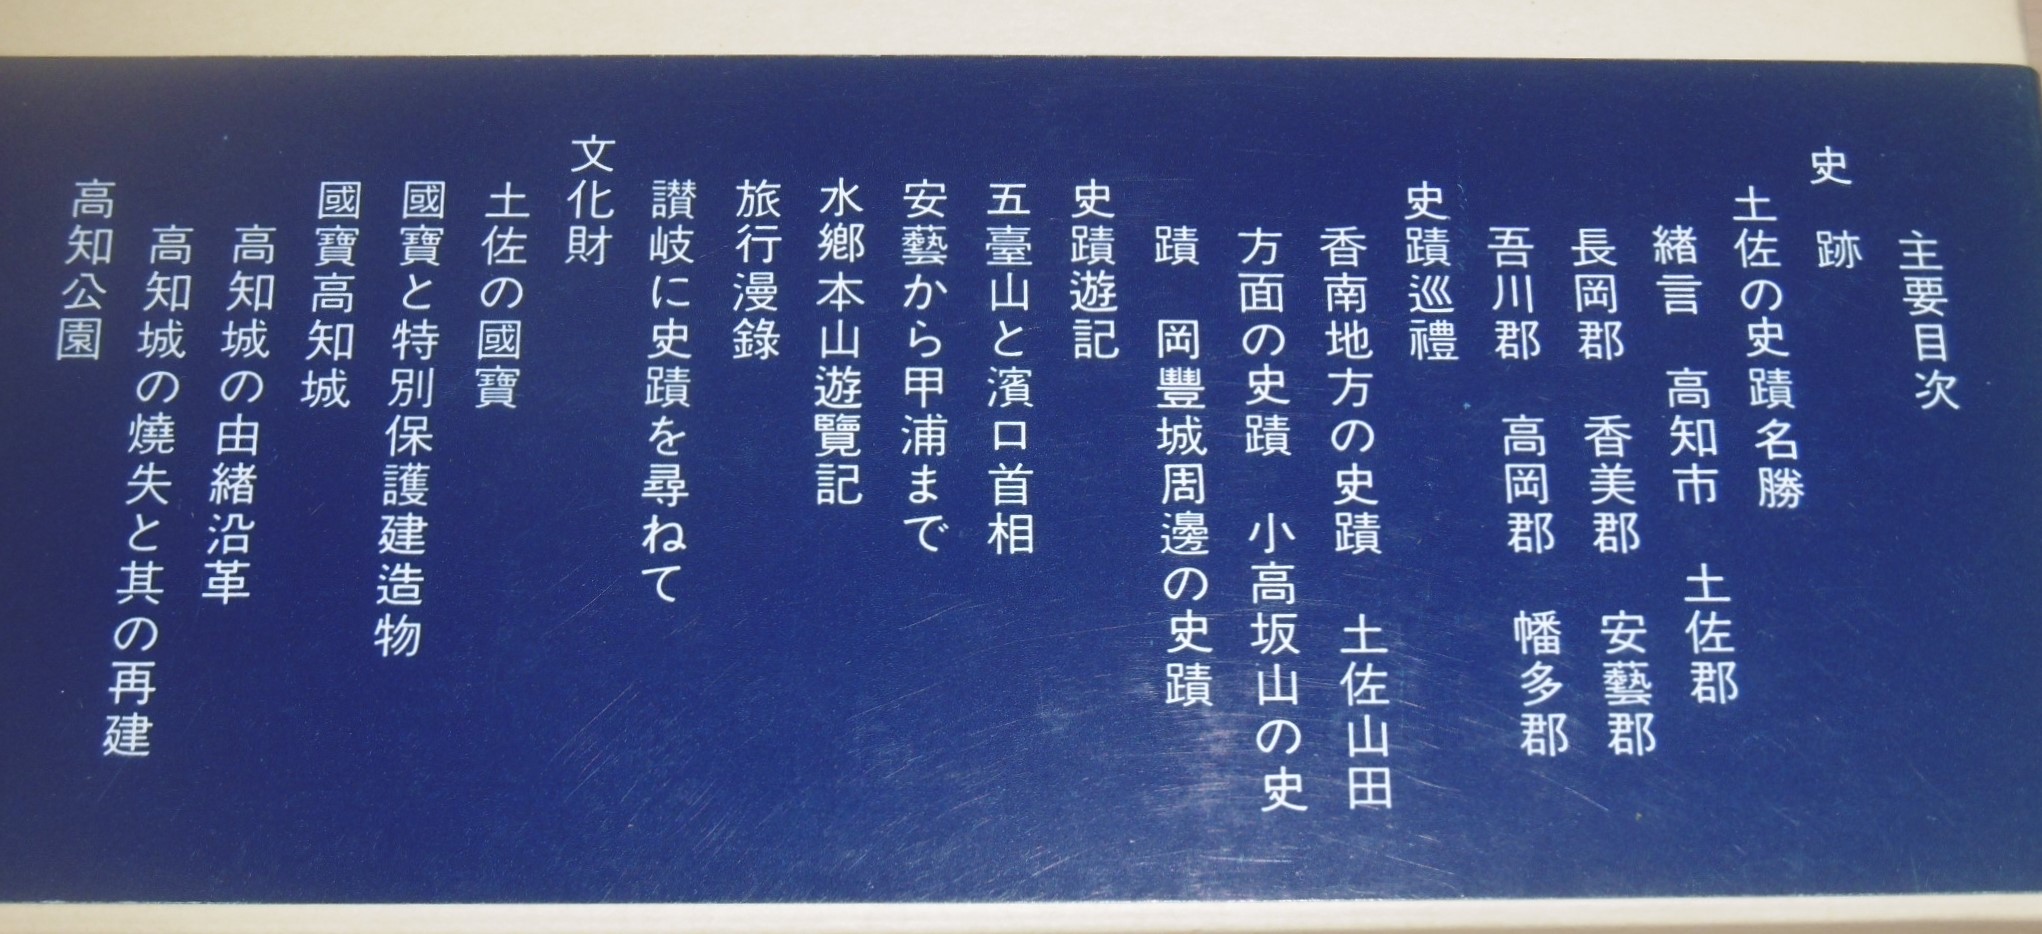 主要目次
史跡
土佐の史蹟名勝
緒言　高知市　土佐郡
長岡郡　香美郡　安藝郡
吾川郡　高岡郡　幡多郡
史蹟巡禮
香南地方の史蹟　土佐山田
方面の史蹟　小高坂山の史
蹟　岡豐城周邊の史蹟
史蹟遊記
五臺山と濱口首相
安藝から甲浦まで
水鄕本山遊覽記
旅行漫錄
讃岐に史蹟を尋ねて
文化財
土佐の國寶
國寶と特別保護建造物
國寶高知城
高知城の由緒沿革
高知城の燒失と其の再建
高知公園